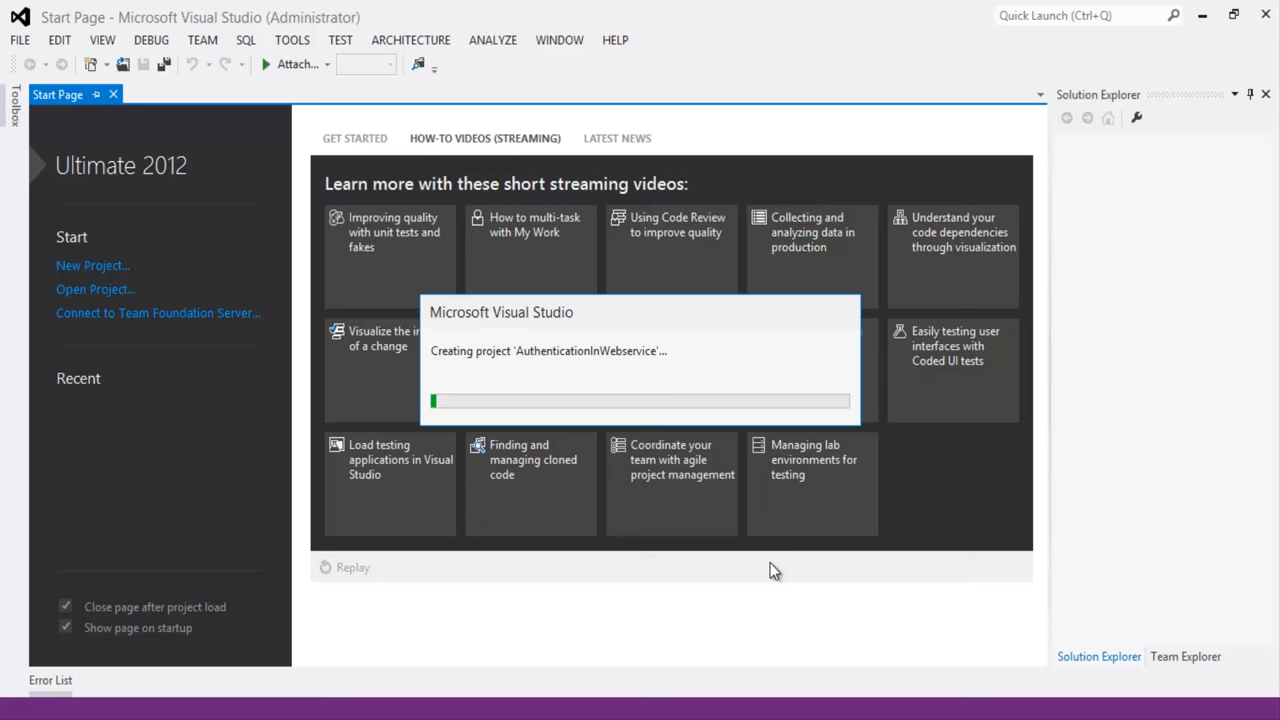 Start Page - Microsoft Visual Studio (Administrator)
Quick Launch (Ctrl+Q)
FILE EDIT VIEW DEBUG TEAM SQL TOOLS TEST ARCHITECTURE ANALYZE WINDOW HELP
Attach...
Toolbox
Start Page
Solution Explorer
GET STARTED HOW-TO VIDEOS (STREAMING) LATEST NEWS
Ultimate 2012
Start
New Project...
Open Project...
Connect to Team Foundation Server...
Recent
Close page after project load
Show page on startup
Learn more with these short streaming videos:
Improving quality
with unit tests and
fakes
How to multi-task
with My Work
Using Code Review
to improve quality
Collecting and
analyzing data in
production
Understand your
code dependencies
through visualization
Visualize the
of a change
Easily testing user
interfaces with
Coded UI tests
Microsoft Visual Studio
Creating project 'AuthenticationInWebservice'...
Load testing
applications in Visual
Studio
Finding and
managing cloned
code
Coordinate your
team with agile
project management
Managing lab
environments for
testing
Replay
Solution Explorer Team Explorer
Error List